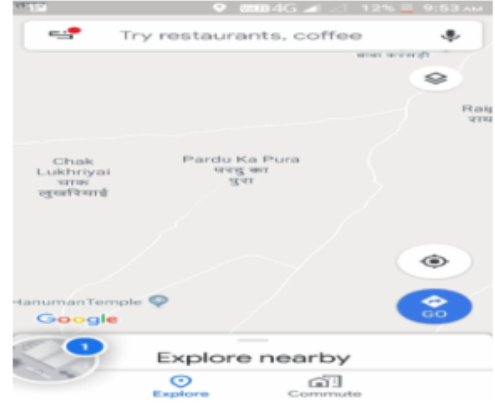 4G 12% 9:53 AM
Try restaurants, coffee
Raip
राय
Chak
Lukhriyai
चाक
लुखरियाई
Pardu Ka Pura
परदु का
पुरा
Hanuman Temple
Google
GO
1
Explore nearby
Explore
Commute